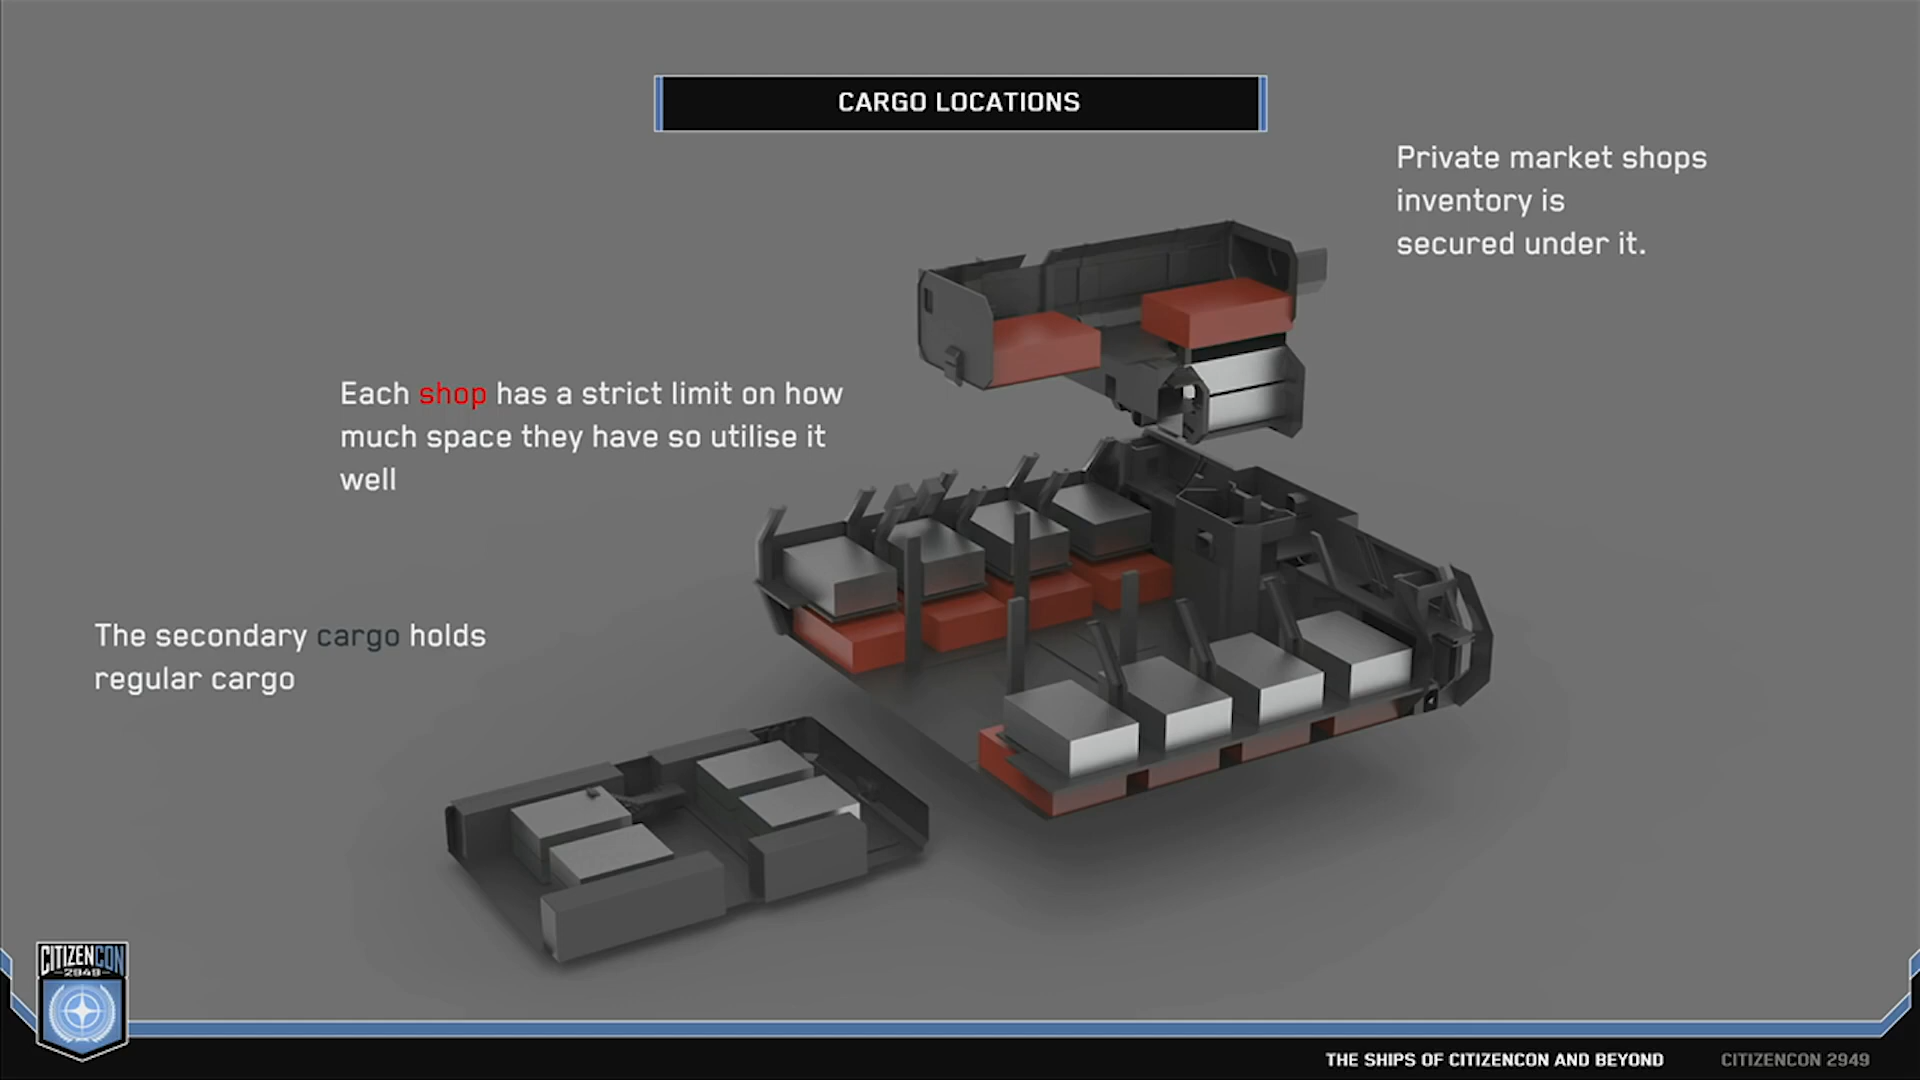 CARGO LOCATIONS
Private market shops
inventory is
secured under it.
Each shop has a strict limit on how
much space they have so utilise it
well
The secondary cargo holds
regular cargo
CITIZENCON
2949
THE SHIPS OF CITIZENCON AND BEYOND
CITIZENCON 2949